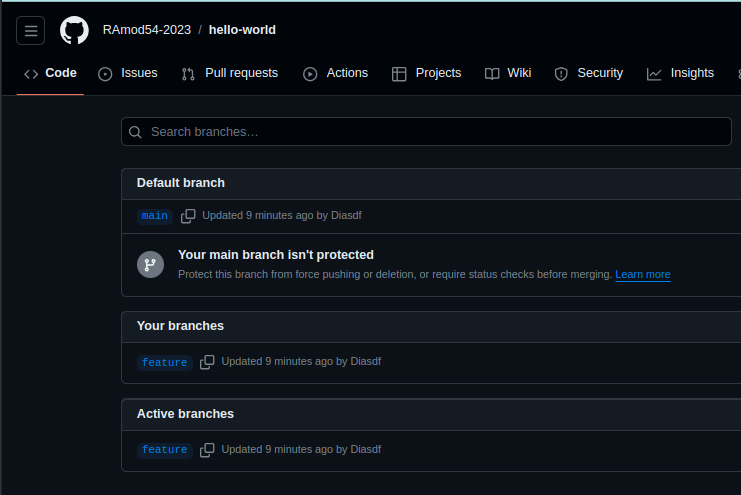 RAmod54-2023 / hello-world
Code Issues Pull requests Actions Projects Wiki Security Insights
Search branches...
Default branch
main Updated 9 minutes ago by Diasdf
Your main branch isn't protected
Protect this branch from force pushing or deletion, or require status checks before merging. Learn more
Your branches
feature Updated 9 minutes ago by Diasdf
Active branches
feature Updated 9 minutes ago by Diasdf